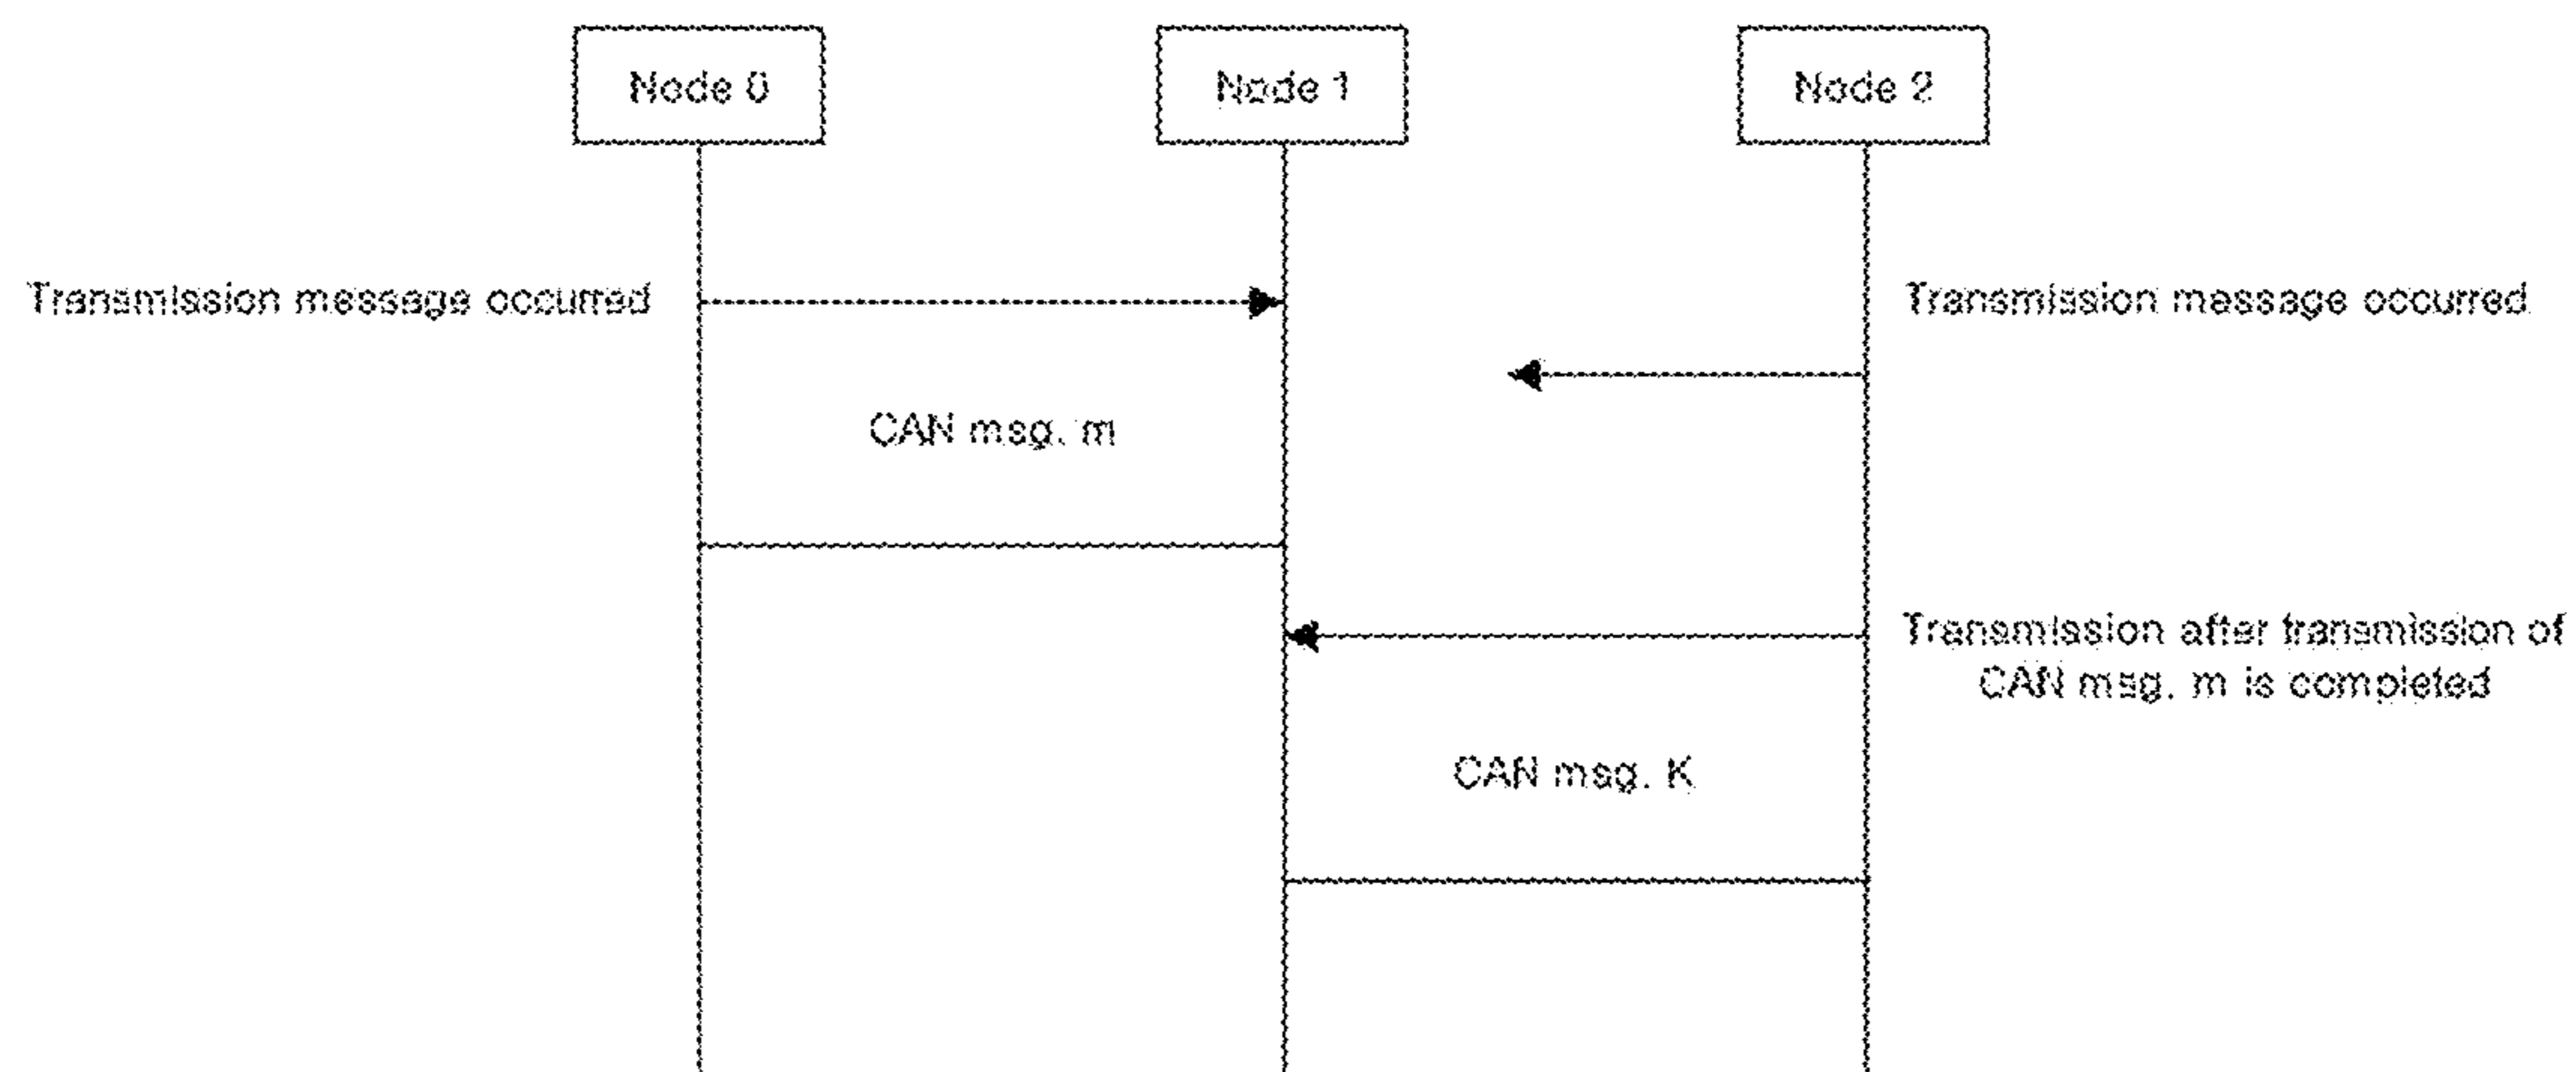 Node 0
Node 1
Node 2
Transmission message occurred
Transmission message occurred
CAN msg. m
Transmission after transmission of
CAN msg. m is completed
CAN msg. K